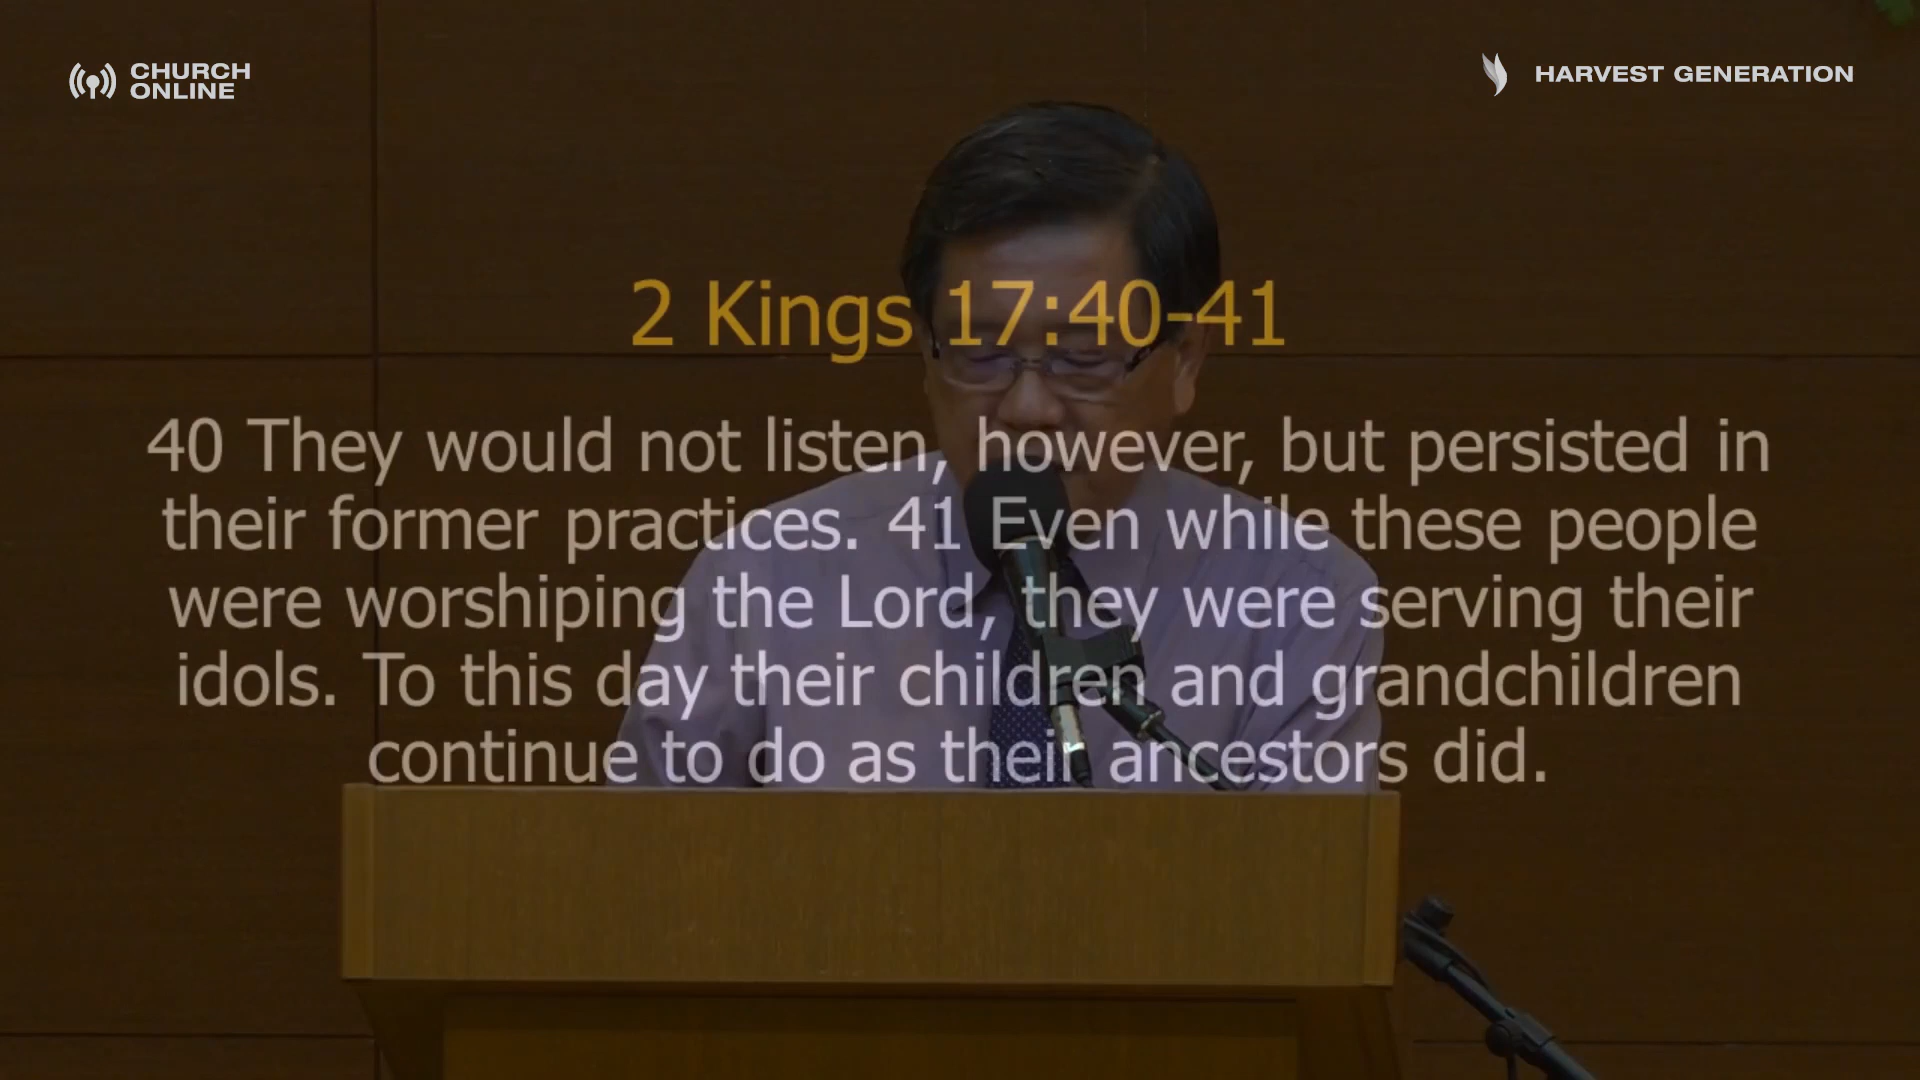 CHURCH
ONLINE
HARVEST GENERATION
2 Kings 17:40-41
40 They would not listen, however, but persisted in
their former practices. 41 Even while these people
were worshiping the Lord, they were serving their
idols. To this day their children and grandchildren
continue to do as their ancestors did.